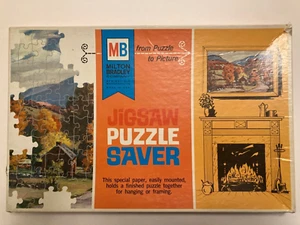 MB
MILTON
BRADLEY
from Puzzle
to Picture
JIGSAW
PUZZLE
SAVER
This special paper, easily mounted,
holds a finished puzzle together
for hanging or framing.